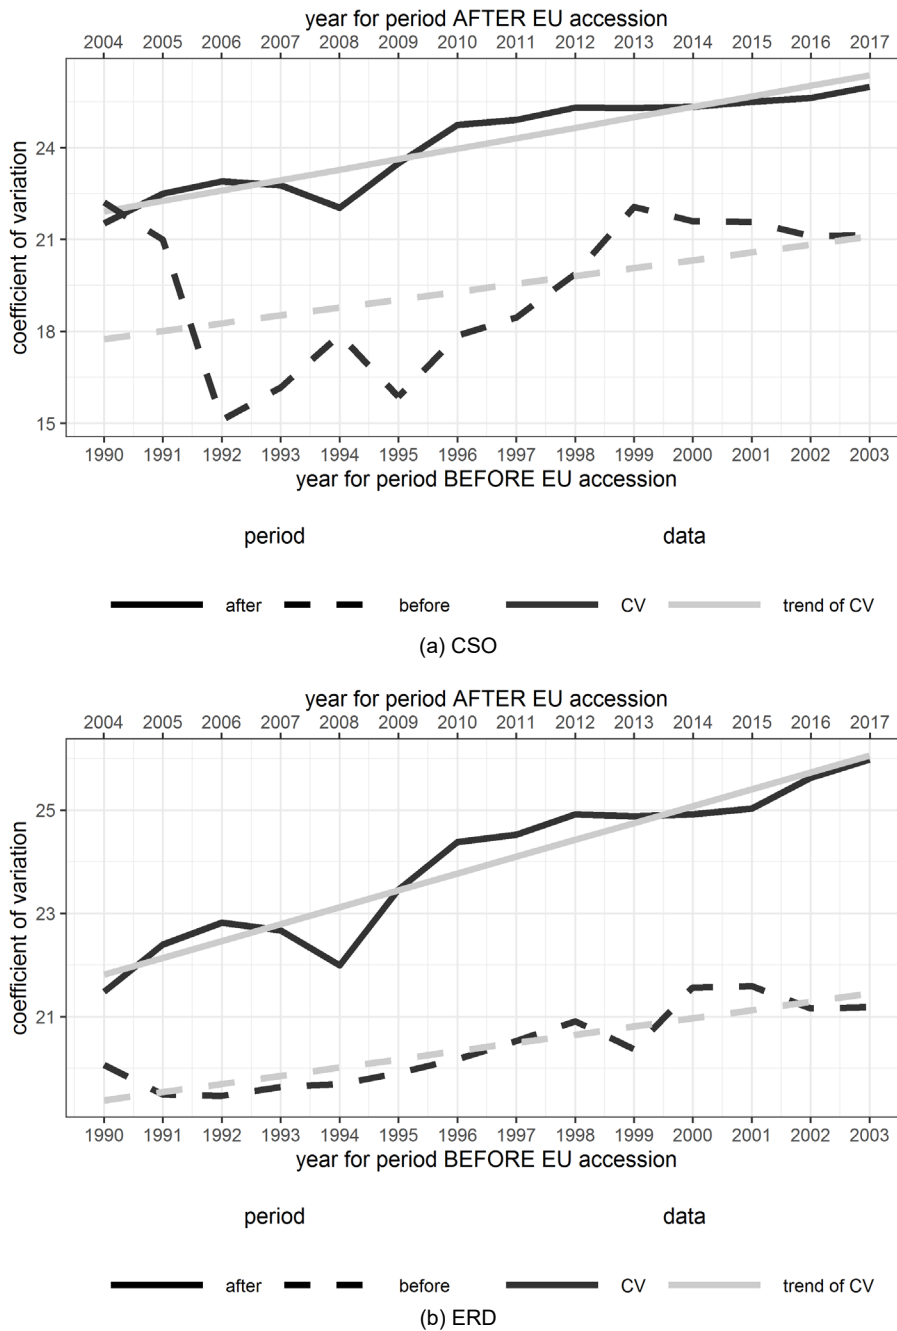 year for period AFTER EU accession
2004 2005 2006 2007 2008 2009 2010 2011 2012 2013 2014 2015 2016 2017
coefficient of variation
24
21
18
15
1990 1991 1992 1993 1994 1995 1996 1997 1998 1999 2000 2001 2002 2003
year for period BEFORE EU accession
period data
after before CV trend of CV
(a) CSO
year for period AFTER EU accession
2004 2005 2006 2007 2008 2009 2010 2011 2012 2013 2014 2015 2016 2017
coefficient of variation
25
23
21
1990 1991 1992 1993 1994 1995 1996 1997 1998 1999 2000 2001 2002 2003
year for period BEFORE EU accession
period data
after before CV trend of CV
(b) ERD